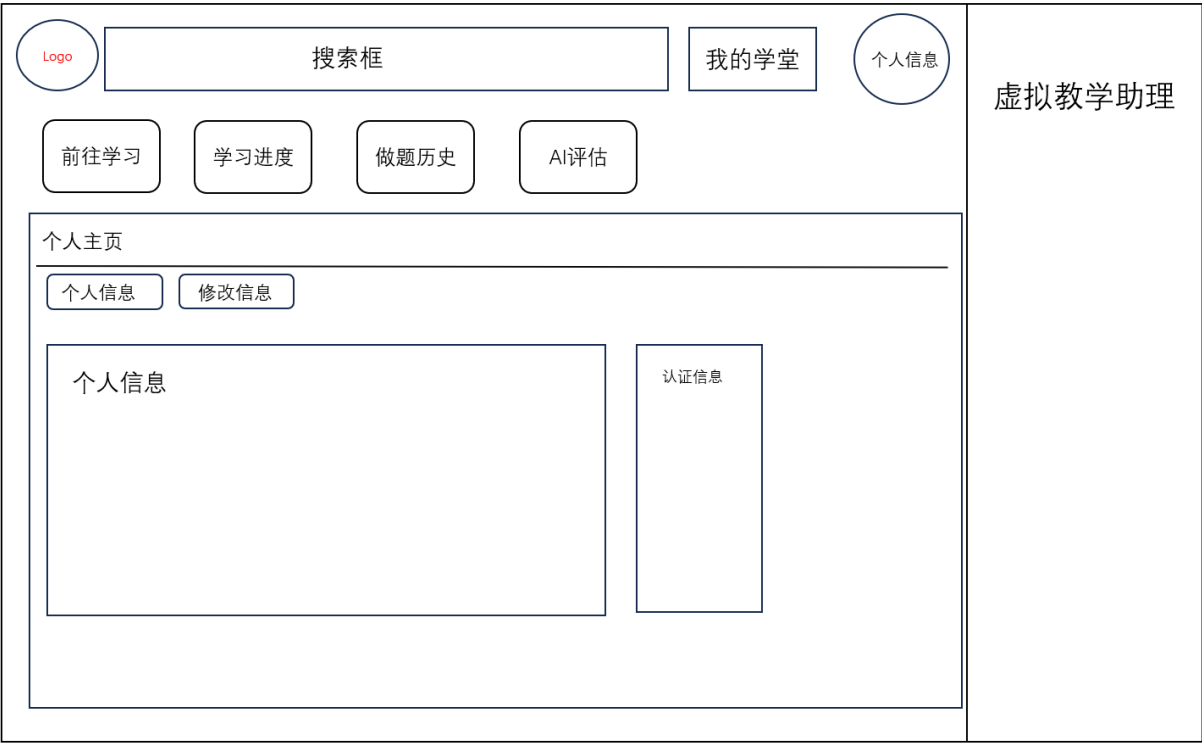 Logo
搜索框
我的学堂
个人信息
虚拟教学助理
前往学习
学习进度
做题历史
AI评估
个人主页
个人信息
修改信息
个人信息
认证信息